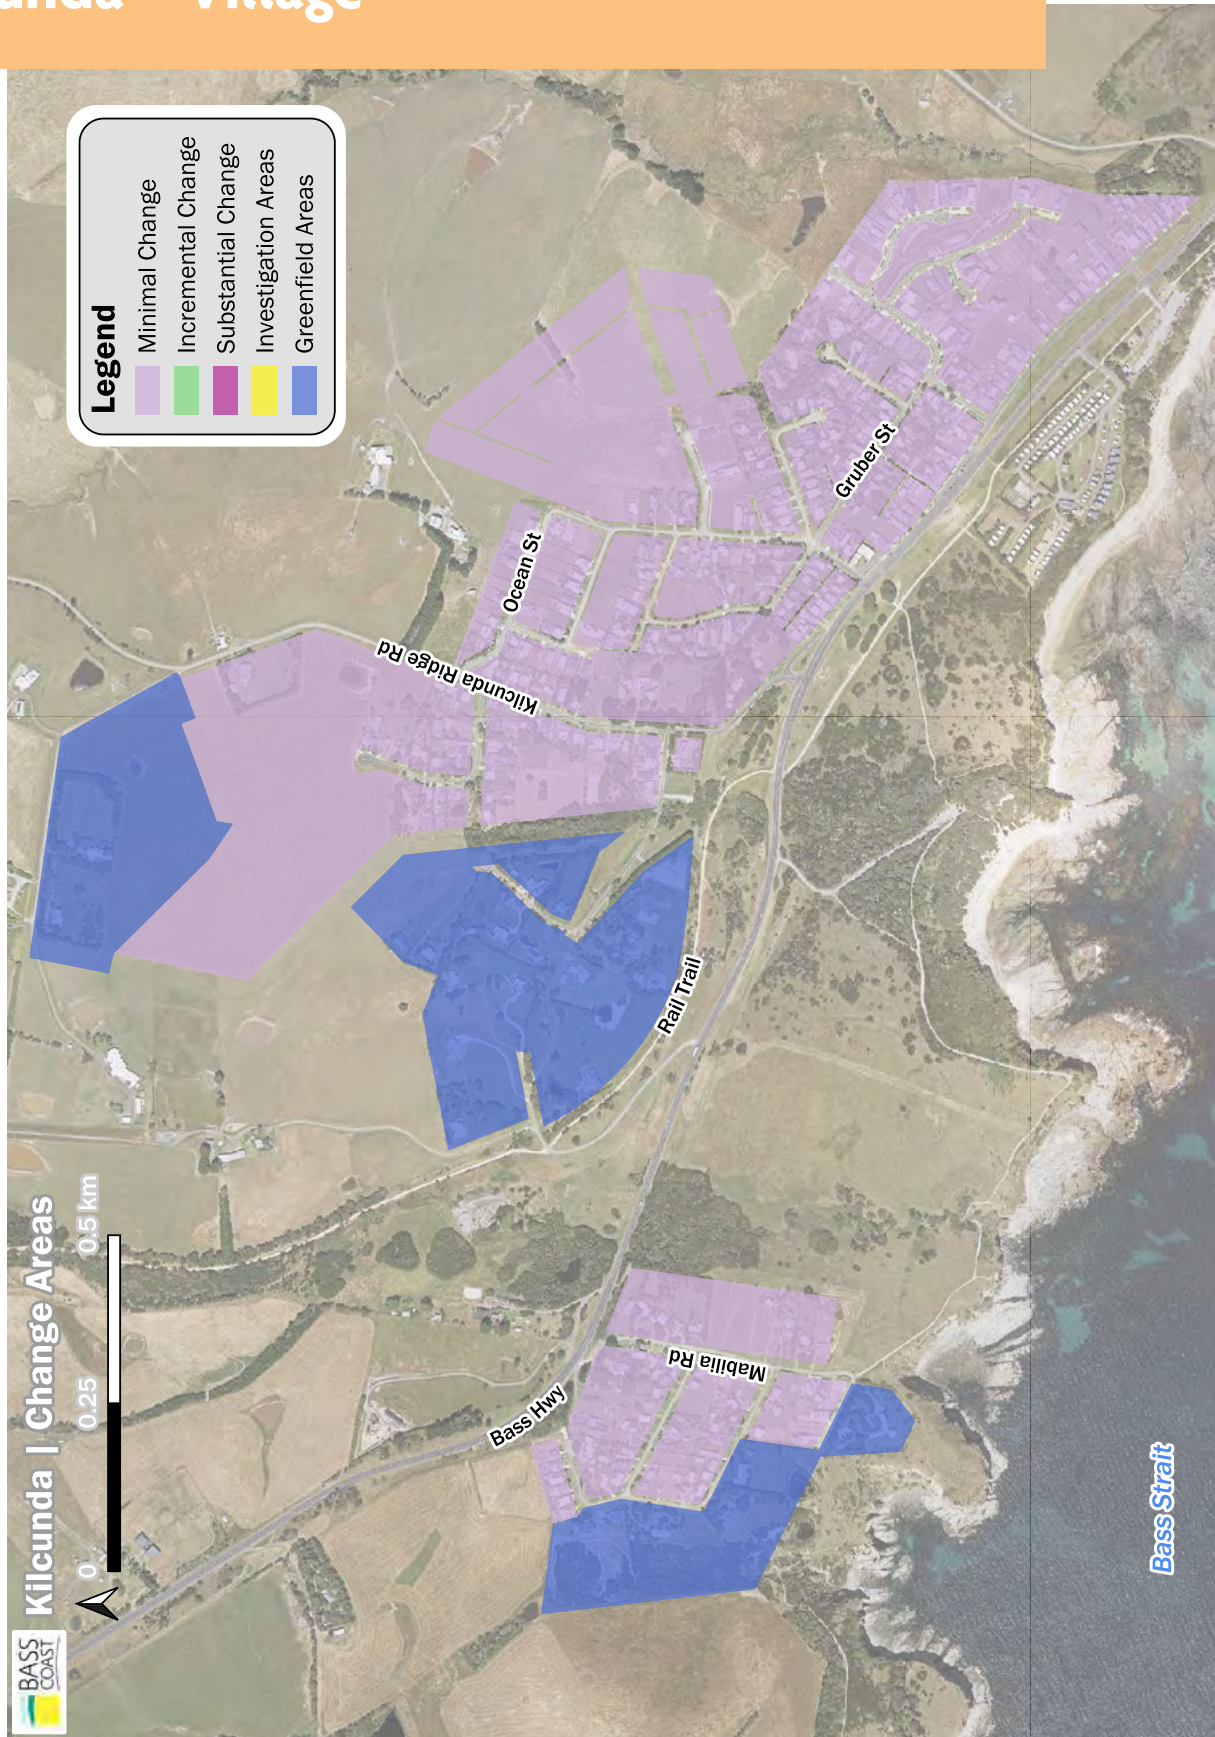 Village
Kilcunda | Change Areas
0 0.25 0.5 km
BASS
COAST
Legend
Minimal Change
Incremental Change
Substantial Change
Investigation Areas
Greenfield Areas
Ocean St
Kilcunda Ridge Rd
Gruber St
Rail Trail
Bass Hwy
Mabilia Rd
Bass Strait